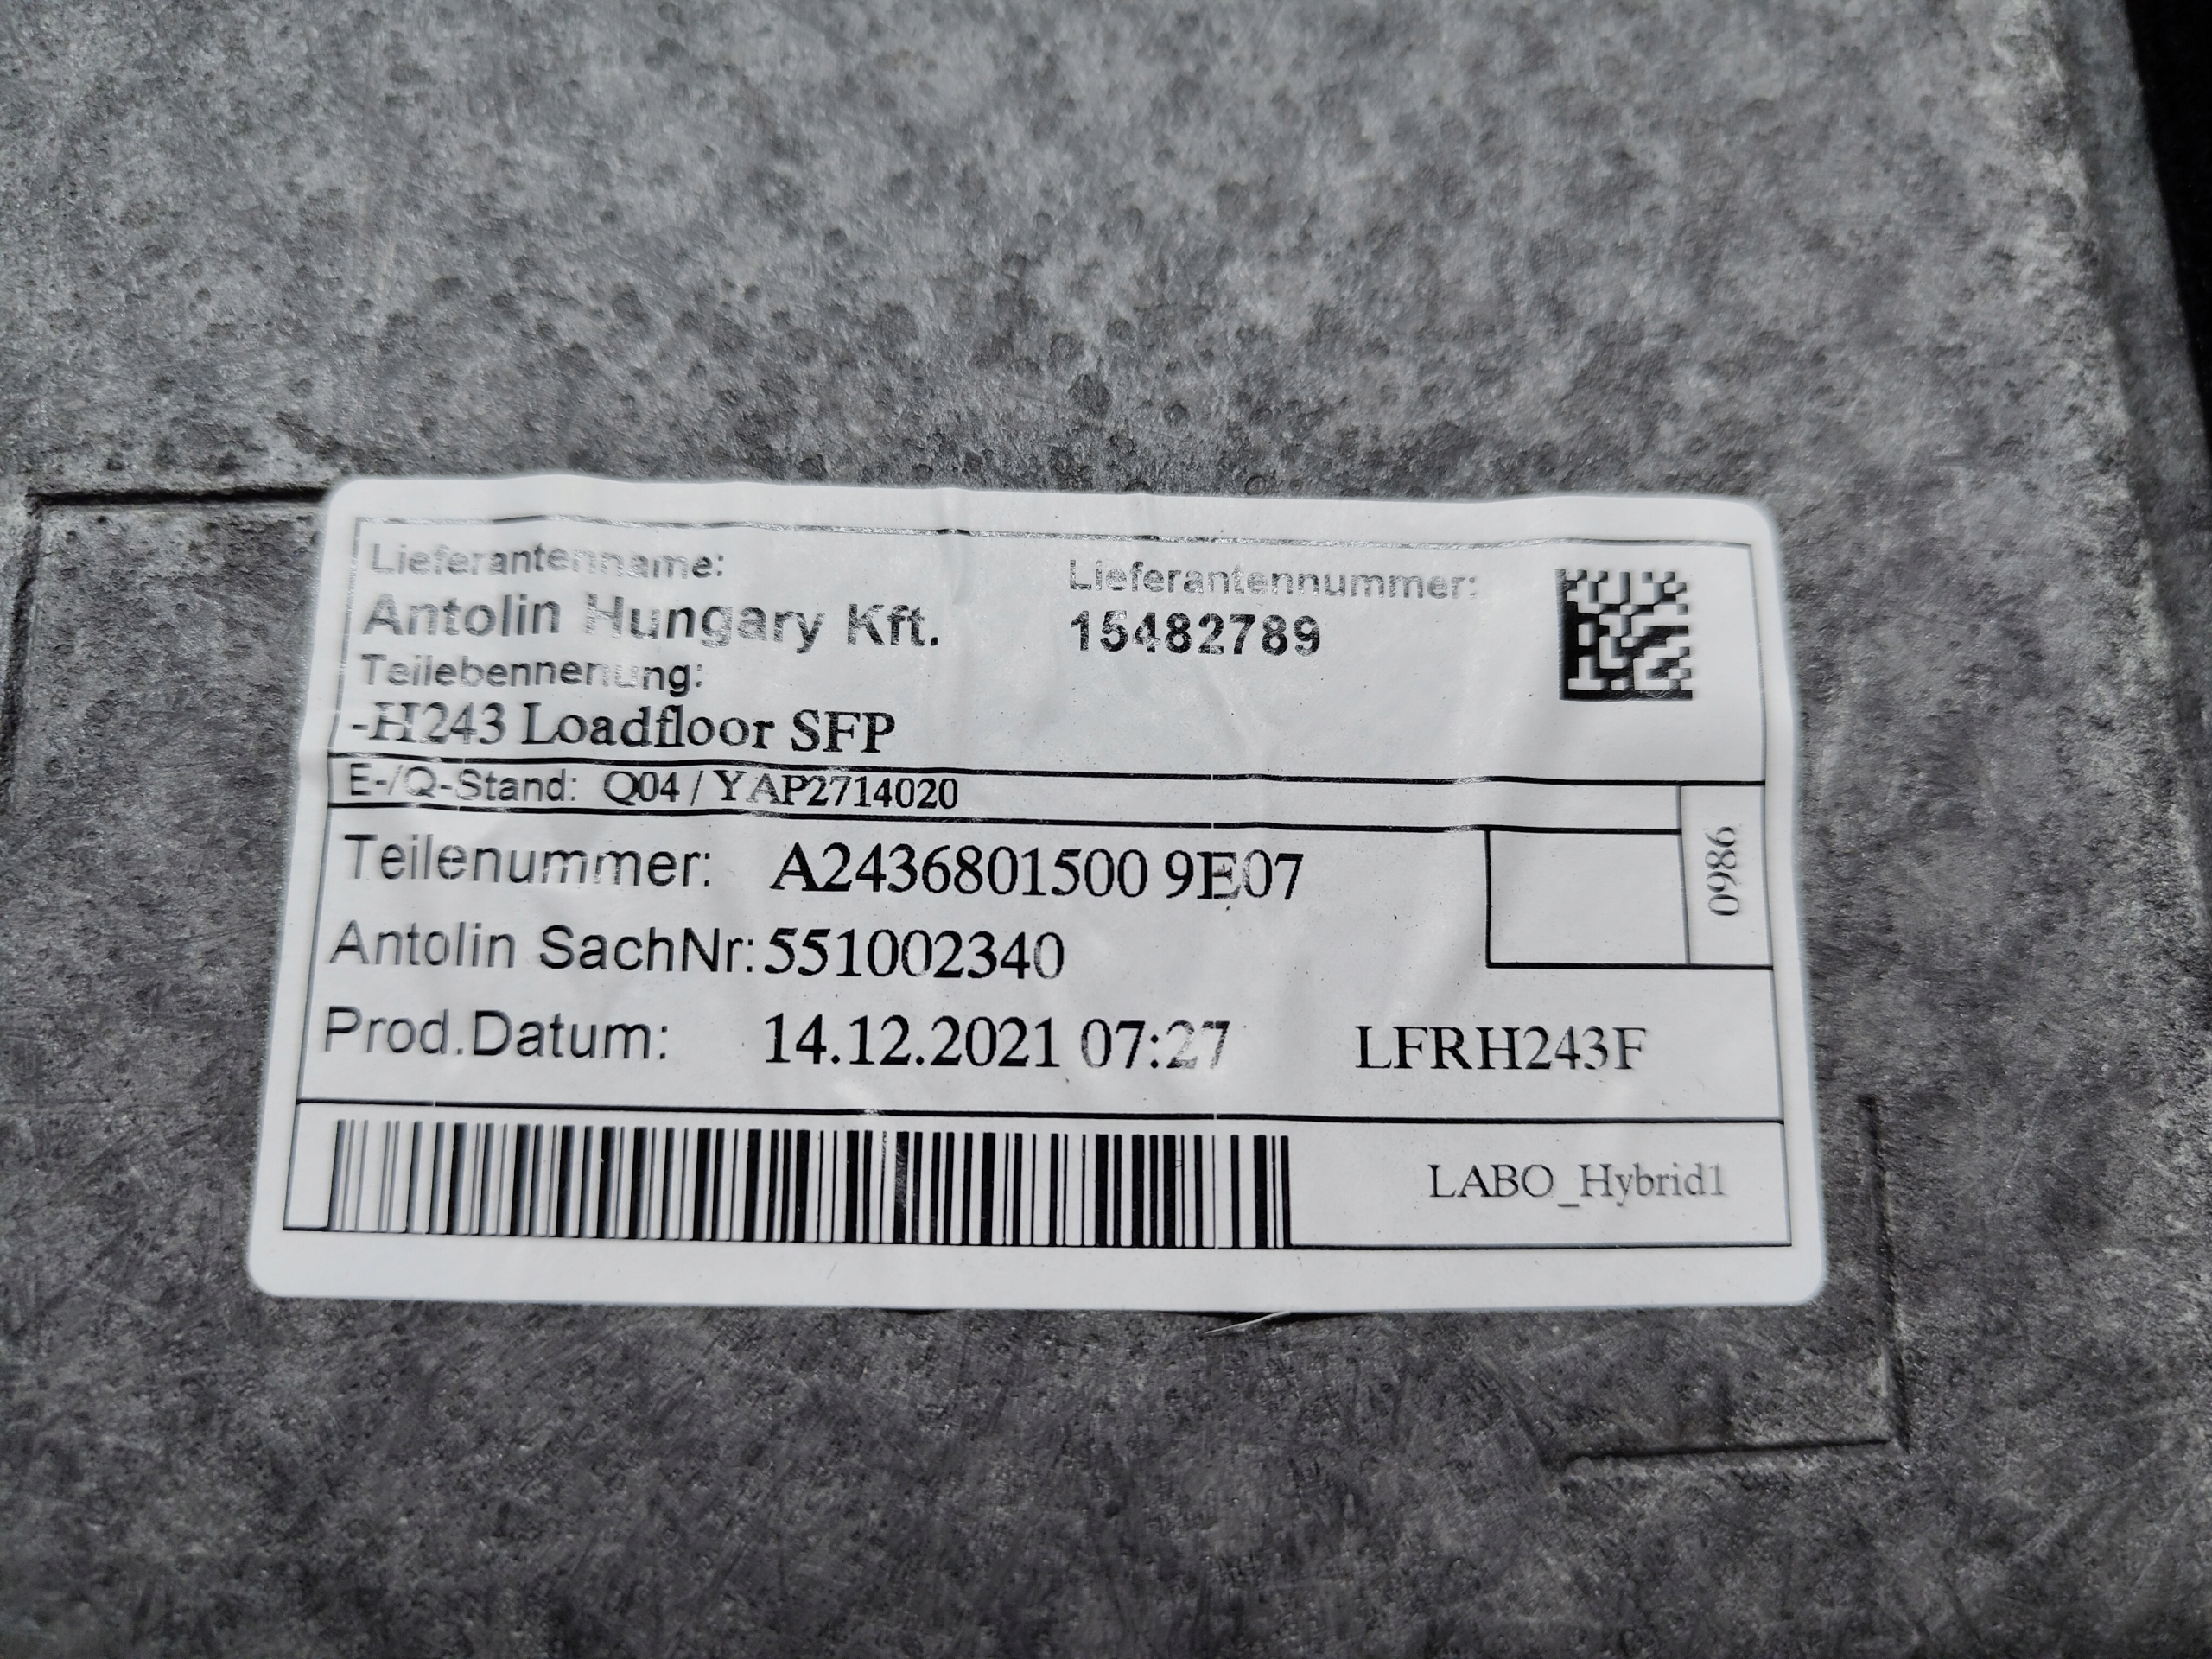 Lieferantenname:
Lieferantennummer:
Antolin Hungary Kft.
15482789
Teilebennenung:
-H243 Loadfloor SFP
E-/Q-Stand: Q04 / YAP2714020
0986
Teilenummer: A2436801500 9E07
Antolin SachNr: 551002340
Prod.Datum: 14.12.2021 07:27
LFRH243F
LABO_Hybrid1